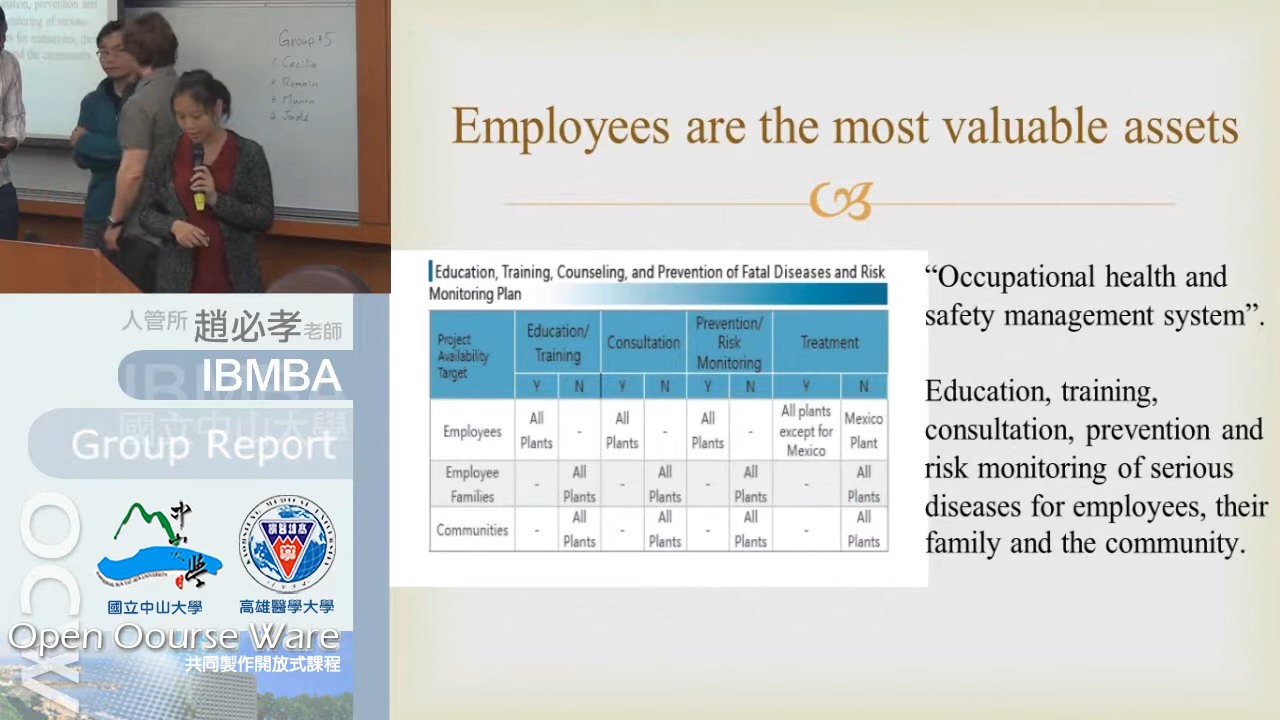 Group #5
1 Cecilia
2 Romain
3
4 Jade
人管所 趙必孝老師
IBMBA
國立中山大學
Group Report
OCW
國立中山大學
高雄醫學大學
Open Oourse Ware
共同製作開放式課程
Employees are the most valuable assets
Education, Training, Counseling, and Prevention of Fatal Diseases and Risk
Monitoring Plan
Project Availability Target
Education/ Training
Consultation
Prevention/ Risk Monitoring
Treatment
Y N Y N Y N Y N
Employees All Plants - All Plants - All Plants - All plants except for Mexico Mexico Plant
Employee Families - All Plants - All Plants - All Plants - All Plants
Communities - All Plants - All Plants - All Plants - All Plants
“Occupational health and
safety management system”.
Education, training,
consultation, prevention and
risk monitoring of serious
diseases for employees, their
family and the community.